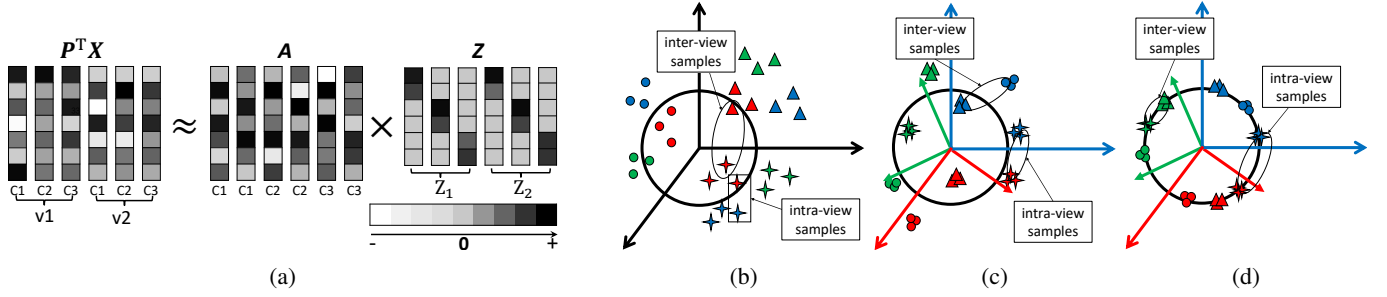 PᵀX
A
Z
≈
×
C1 C2 C3 C1 C2 C3
v1 v2
C1 C1 C2 C2 C3 C3
Z₁ Z₂
- 0 +
(a)
inter-view
samples
intra-view
samples
(b)
inter-view
samples
intra-view
samples
(c)
inter-view
samples
intra-view
samples
(d)